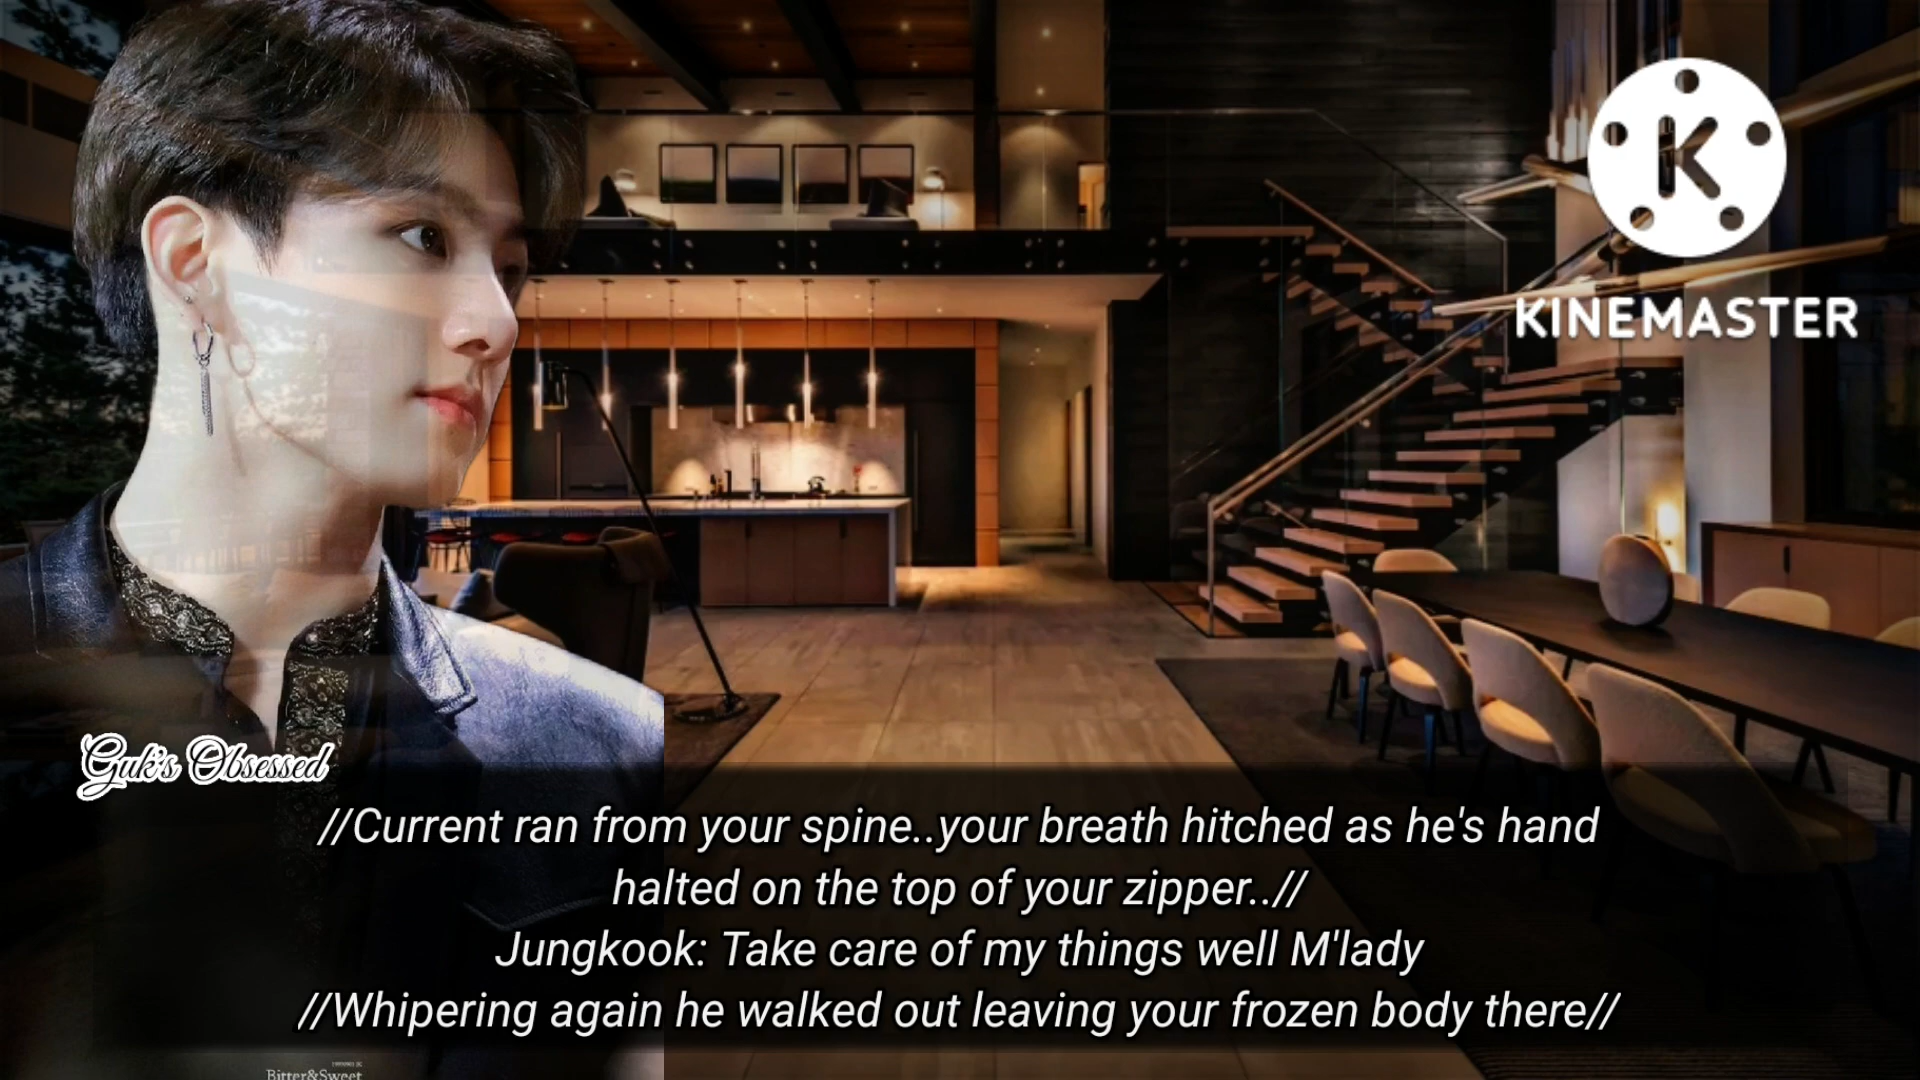 KINEMASTER
Guk's Obsessed
//Current ran from your spine..your breath hitched as he's hand
halted on the top of your zipper..//
Jungkook: Take care of my things well M'lady
//Whipering again he walked out leaving your frozen body there//
Bitter&Sweet